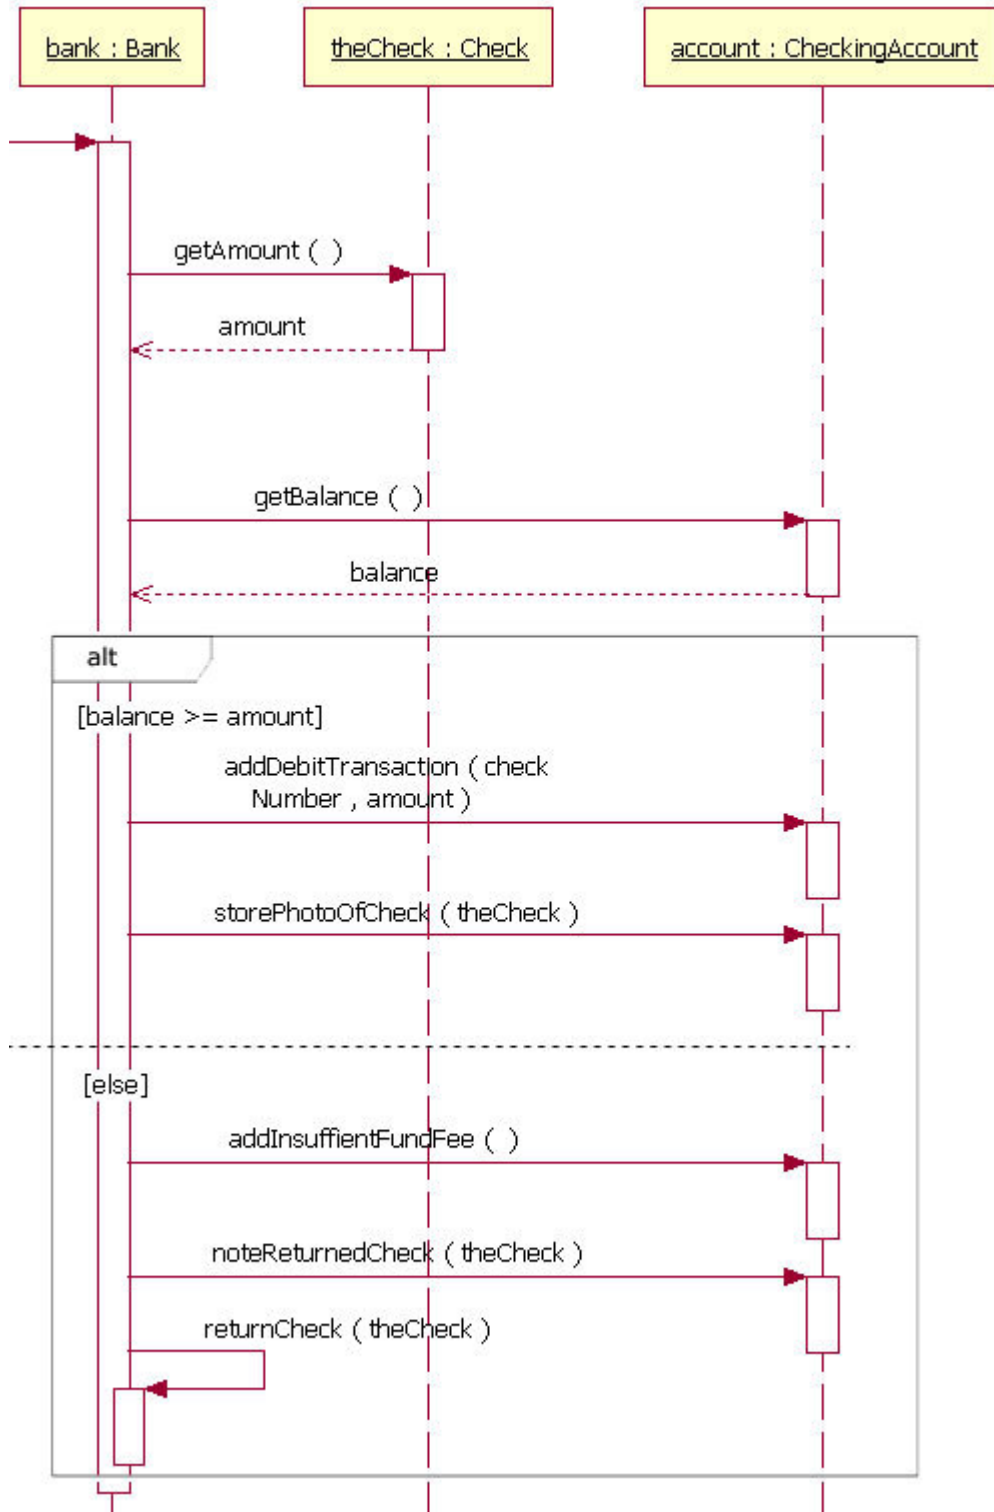 bank : Bank
theCheck : Check
account : CheckingAccount
getAmount ( )
amount
getBalance ( )
balance
alt
[balance >= amount]
addDebitTransaction ( check
Number , amount )
storePhotoOfCheck ( theCheck )
[else]
addInsuffientFundFee ( )
noteReturnedCheck ( theCheck )
returnCheck ( theCheck )